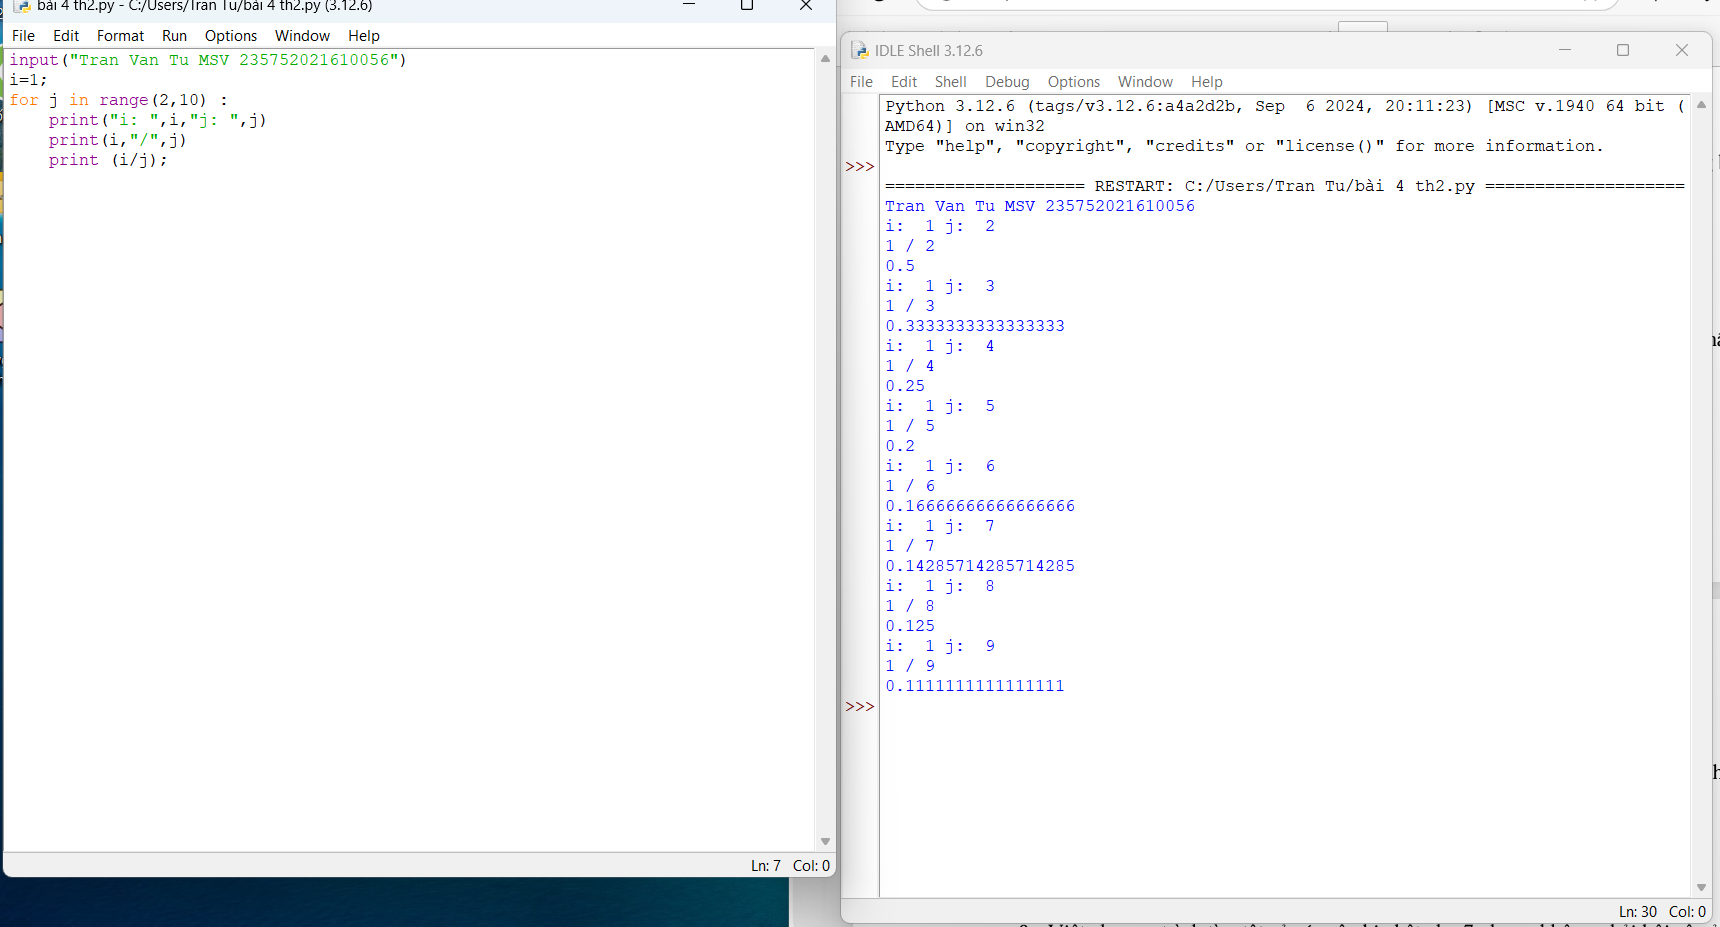 bài 4 th2.py - C:/Users/Tran Tu/bài 4 th2.py (3.12.6)
File Edit Format Run Options Window Help
input("Tran Van Tu MSV 235752021610056")
i=1;
for j in range(2,10) :
    print("i: ",i,"j: ",j)
    print(i,"/",j)
    print (i/j);
Ln: 7 Col: 0
IDLE Shell 3.12.6
File Edit Shell Debug Options Window Help
Python 3.12.6 (tags/v3.12.6:a4a2d2b, Sep  6 2024, 20:11:23) [MSC v.1940 64 bit (
AMD64)] on win32
Type "help", "copyright", "credits" or "license()" for more information.
>>>
==================== RESTART: C:/Users/Tran Tu/bài 4 th2.py ====================
Tran Van Tu MSV 235752021610056
i:  1 j:  2
1 / 2
0.5
i:  1 j:  3
1 / 3
0.3333333333333333
i:  1 j:  4
1 / 4
0.25
i:  1 j:  5
1 / 5
0.2
i:  1 j:  6
1 / 6
0.16666666666666666
i:  1 j:  7
1 / 7
0.14285714285714285
i:  1 j:  8
1 / 8
0.125
i:  1 j:  9
1 / 9
0.1111111111111111
>>>
Ln: 30 Col: 0